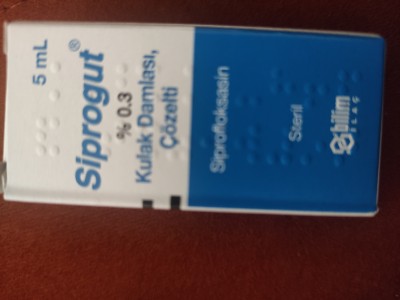 5 mL
Siprogut®
% 0.3
Kulak Damlası,
Çözelti
Siprofloksasin
Steril
bilim
İLAÇ